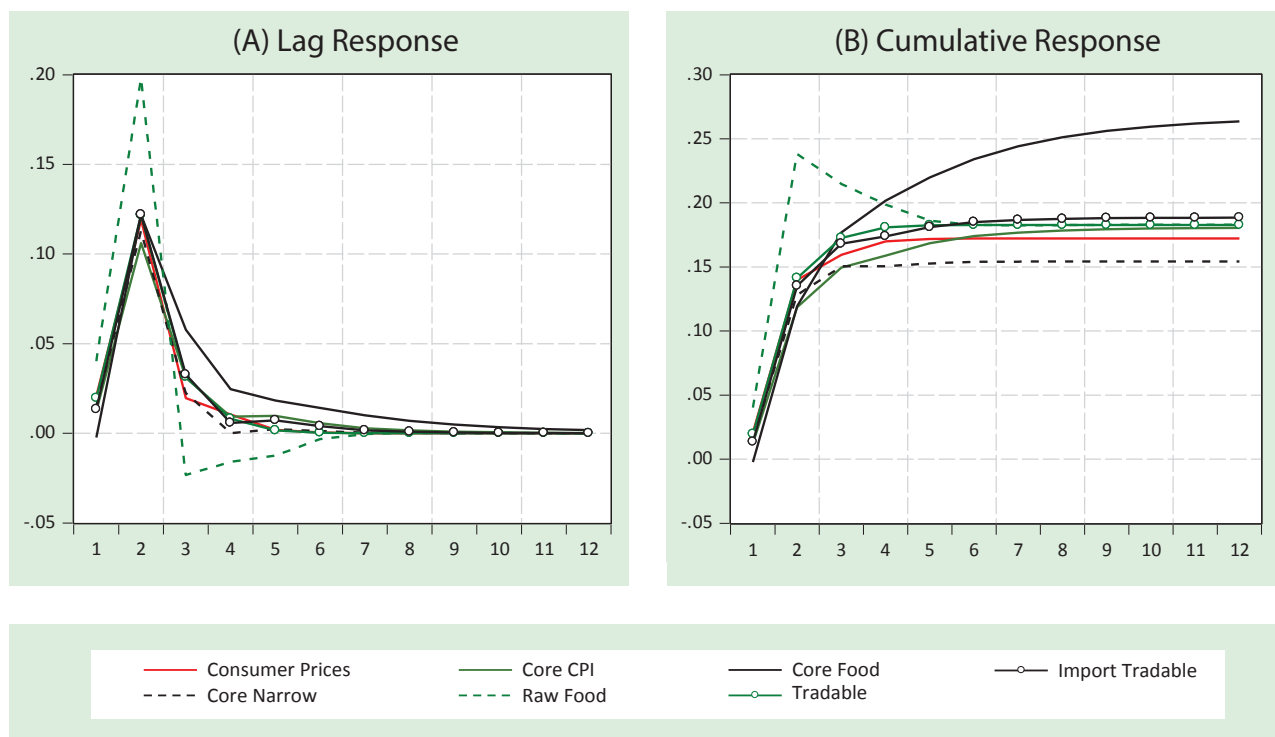 (A) Lag Response
.20
.15
.10
.05
.00
-.05
1 2 3 4 5 6 7 8 9 10 11 12
(B) Cumulative Response
.30
.25
.20
.15
.10
.05
.00
-.05
1 2 3 4 5 6 7 8 9 10 11 12
Consumer Prices Core CPI Core Food Import Tradable
Core Narrow Raw Food Tradable